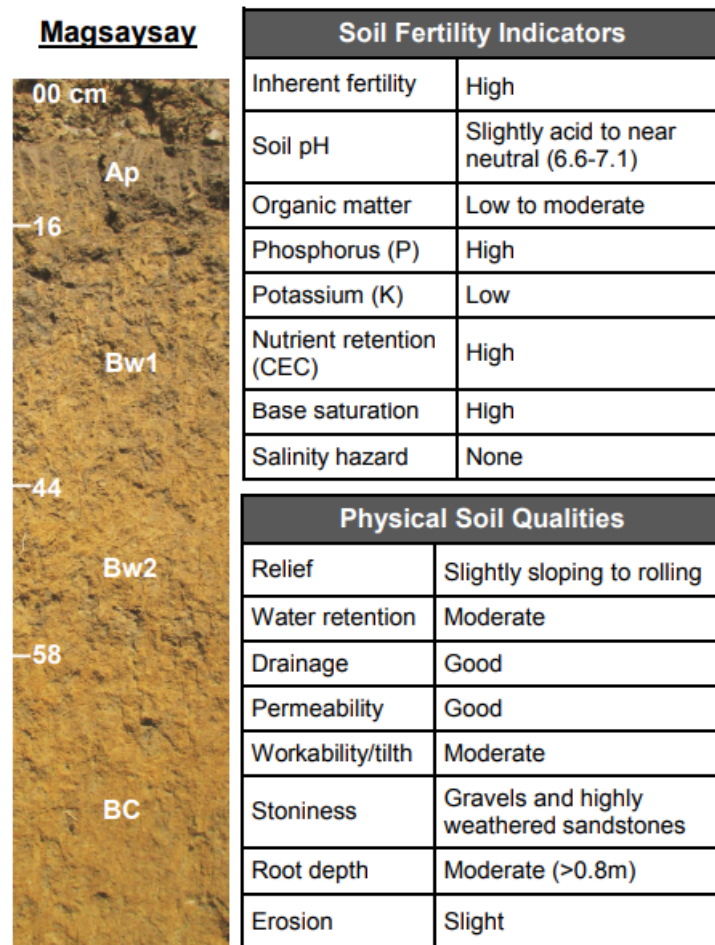 Magsaysay
00 cm
Ap
16
Bw1
44
Bw2
58
BC
Soil Fertility Indicators
Inherent fertility High
Soil pH Slightly acid to near
neutral (6.6-7.1)
Organic matter Low to moderate
Phosphorus (P) High
Potassium (K) Low
Nutrient retention
(CEC) High
Base saturation High
Salinity hazard None
Physical Soil Qualities
Relief Slightly sloping to rolling
Water retention Moderate
Drainage Good
Permeability Good
Workability/tilth Moderate
Stoniness Gravels and highly
weathered sandstones
Root depth Moderate (>0.8m)
Erosion Slight